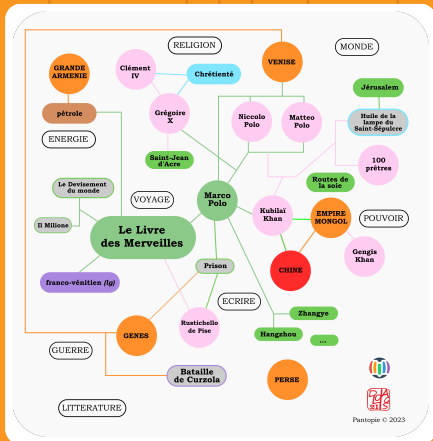 RELIGION
MONDE
Clément
IV
Chrétienté
VENISE
GRANDE
ARMENIE
Jérusalem
pétrole
Grégoire
X
Niccolo
Polo
Matteo
Polo
Huile de la
lampe du
Saint-Sépulcre
ENERGIE
Saint-Jean
d'Acre
100
prêtres
Routes de
la soie
Le Devisement
du monde
VOYAGE
Marco
Polo
Il Milione
Le Livre
des Merveilles
Kubilaï
Khan
EMPIRE
MONGOL
POUVOIR
Gengis
Khan
Prison
CHINE
franco-vénitien (lg)
ECRIRE
Rustichello
de Pise
Zhangye
Hangzhou
...
GENES
GUERRE
Bataille
de Curzola
PERSE
LITTERATURE
Pantopie © 2023